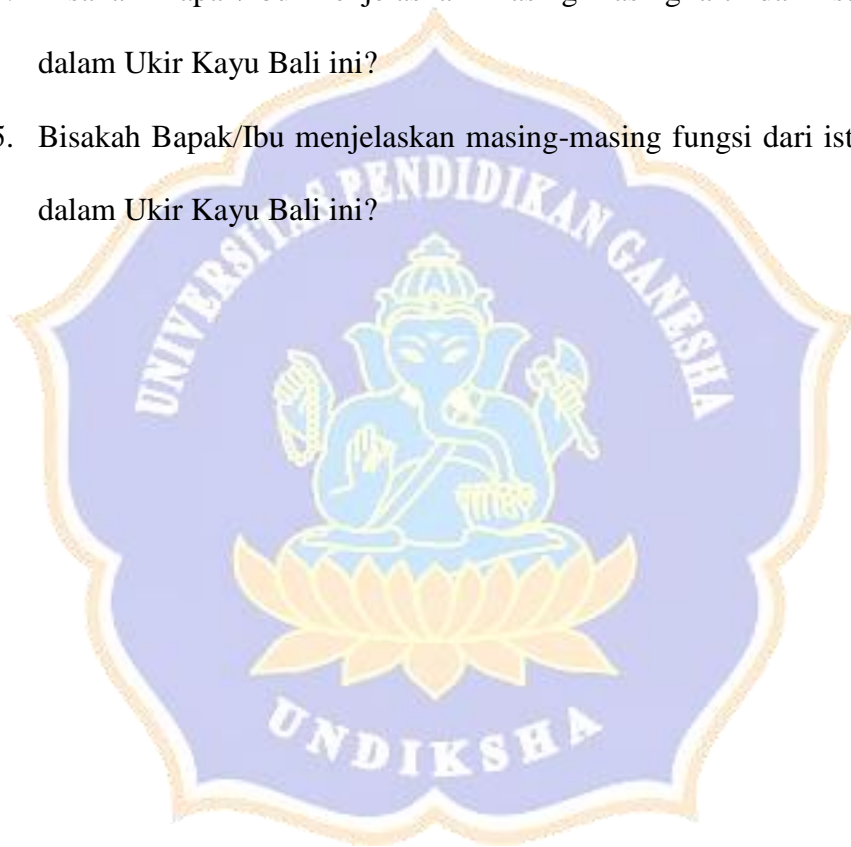 dalam Ukir Kayu Bali ini?
5. Bisakah Bapak/Ibu menjelaskan masing-masing fungsi dari
dalam Ukir Kayu Bali ini?
UNIVERSITAS PENDIDIKAN GANESHA
UNDIKSHA